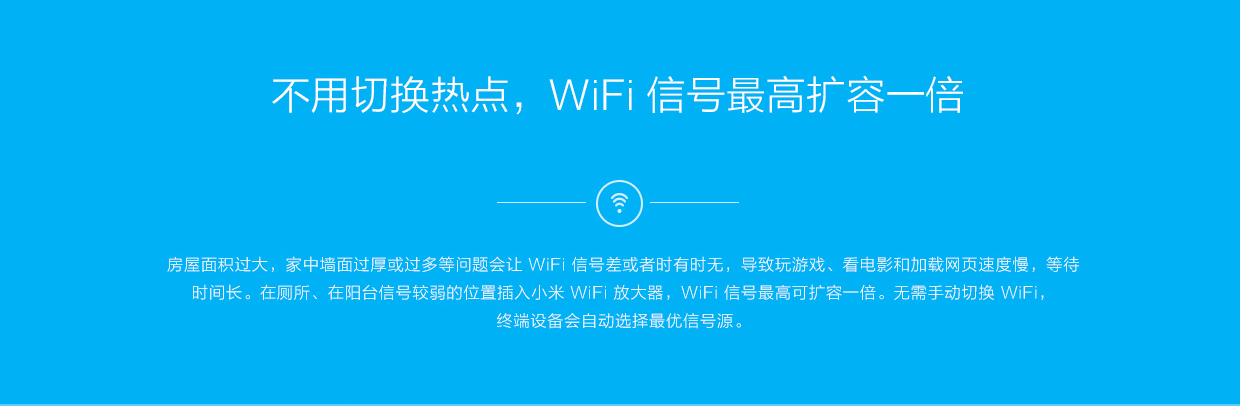 不用切换热点，WiFi 信号最高扩容一倍
房屋面积过大，家中墙面过厚或过多等问题会让 WiFi 信号差或者时有时无，导致玩游戏、看电影和加载网页速度慢，等待
时间长。在厕所、在阳台信号较弱的位置插入小米 WiFi 放大器，WiFi 信号最高可扩容一倍。无需手动切换 WiFi，
终端设备会自动选择最优信号源。